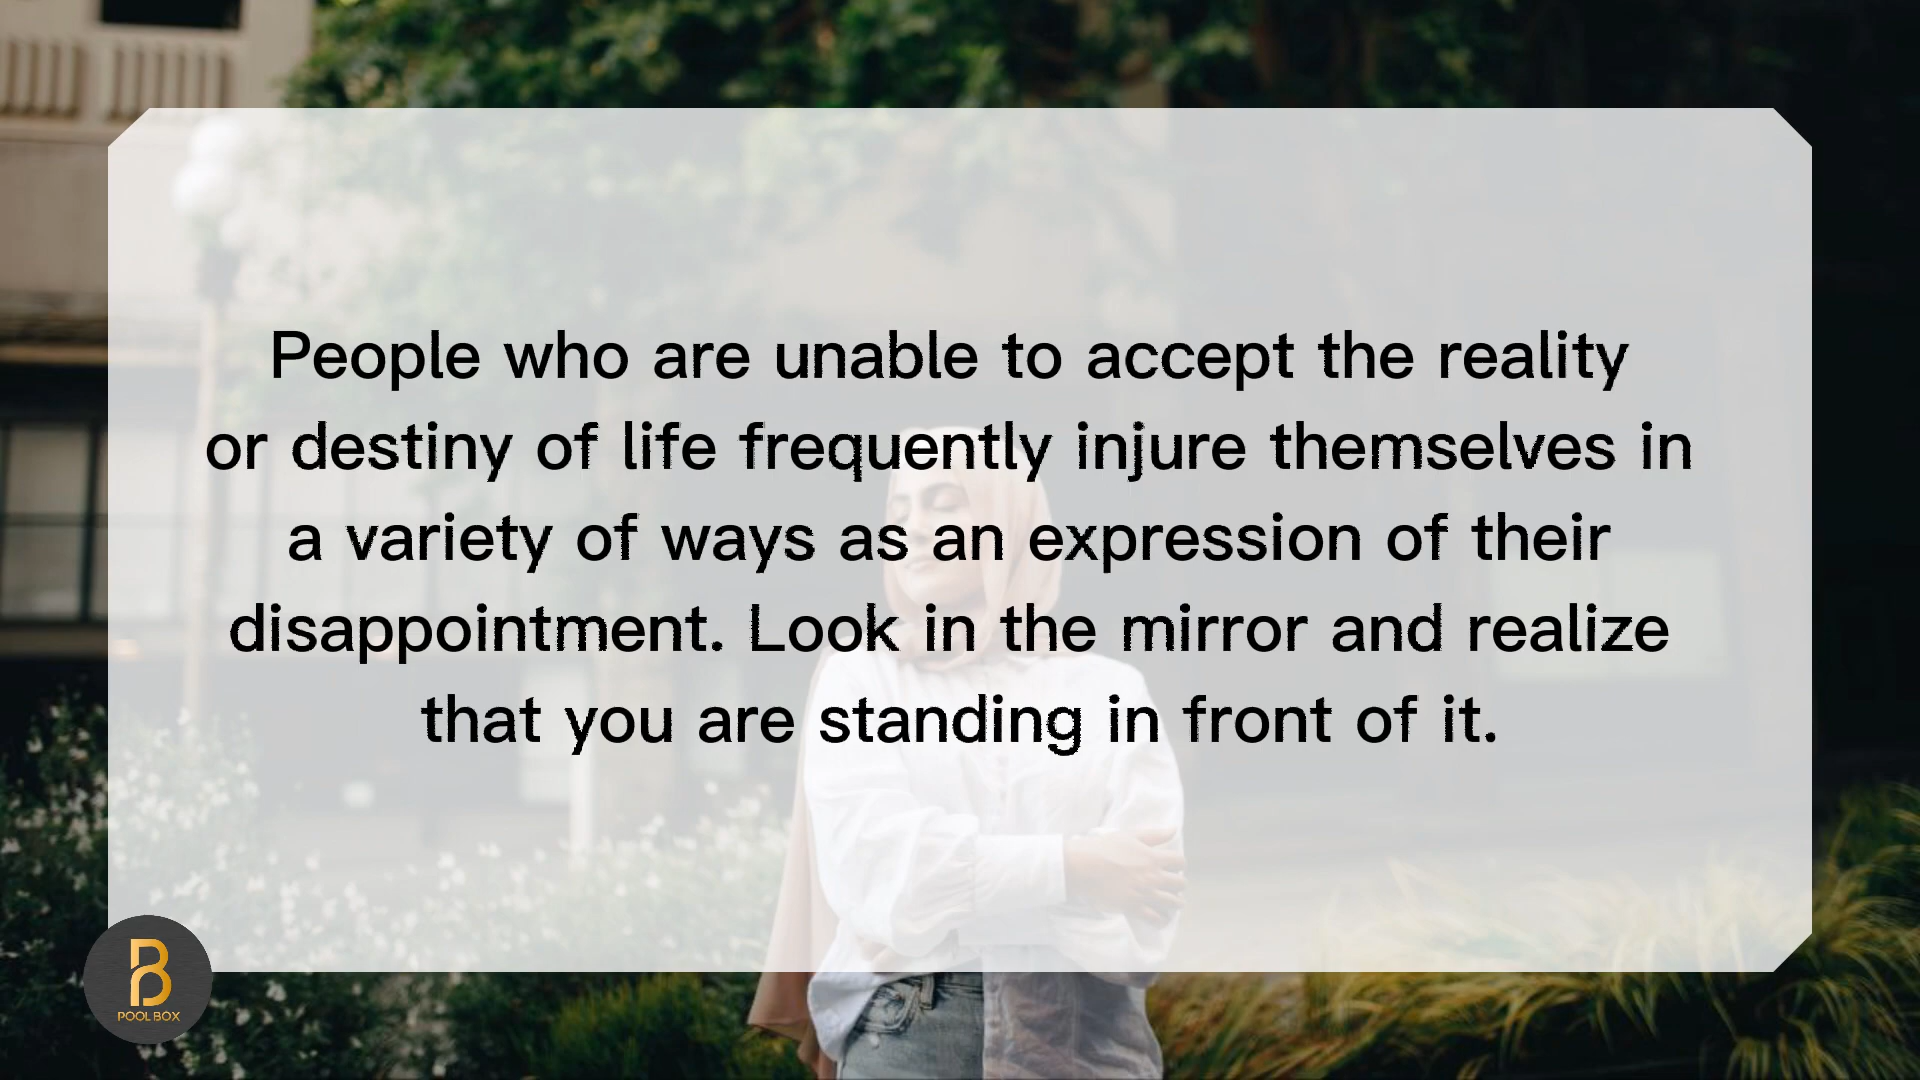 People who are unable to accept the reality
or destiny of life frequently injure themselves in
a variety of ways as an expression of their
disappointment. Look in the mirror and realize
that you are standing in front of it.
POOL BOX